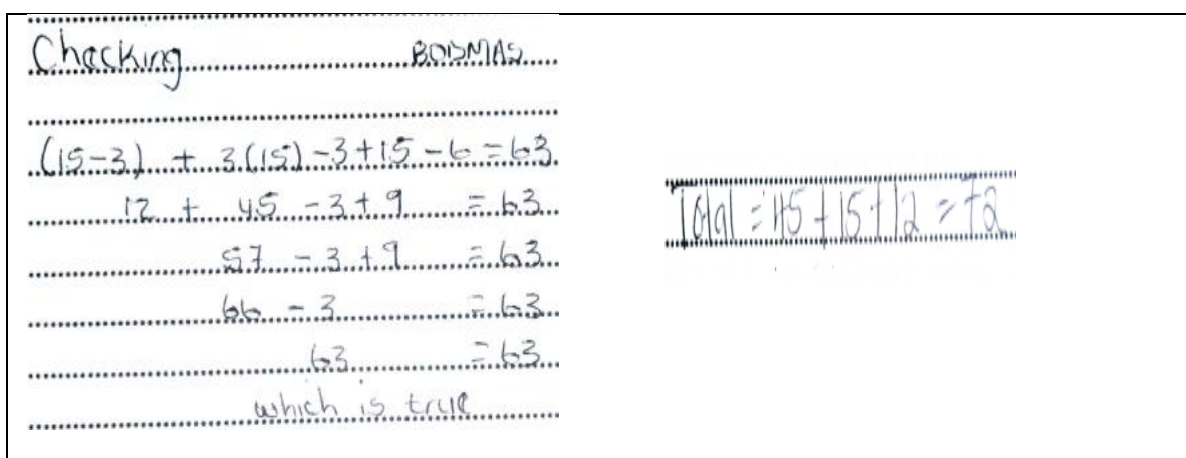 Checking BODMAS
(15-3) + 3(15) - 3 + 15 - 6 = 63
12 + 45 - 3 + 9 = 63
57 - 3 + 9 = 63
66 - 3 = 63
63 = 63
which is true
Total = 45 + 15 + 12 = 72